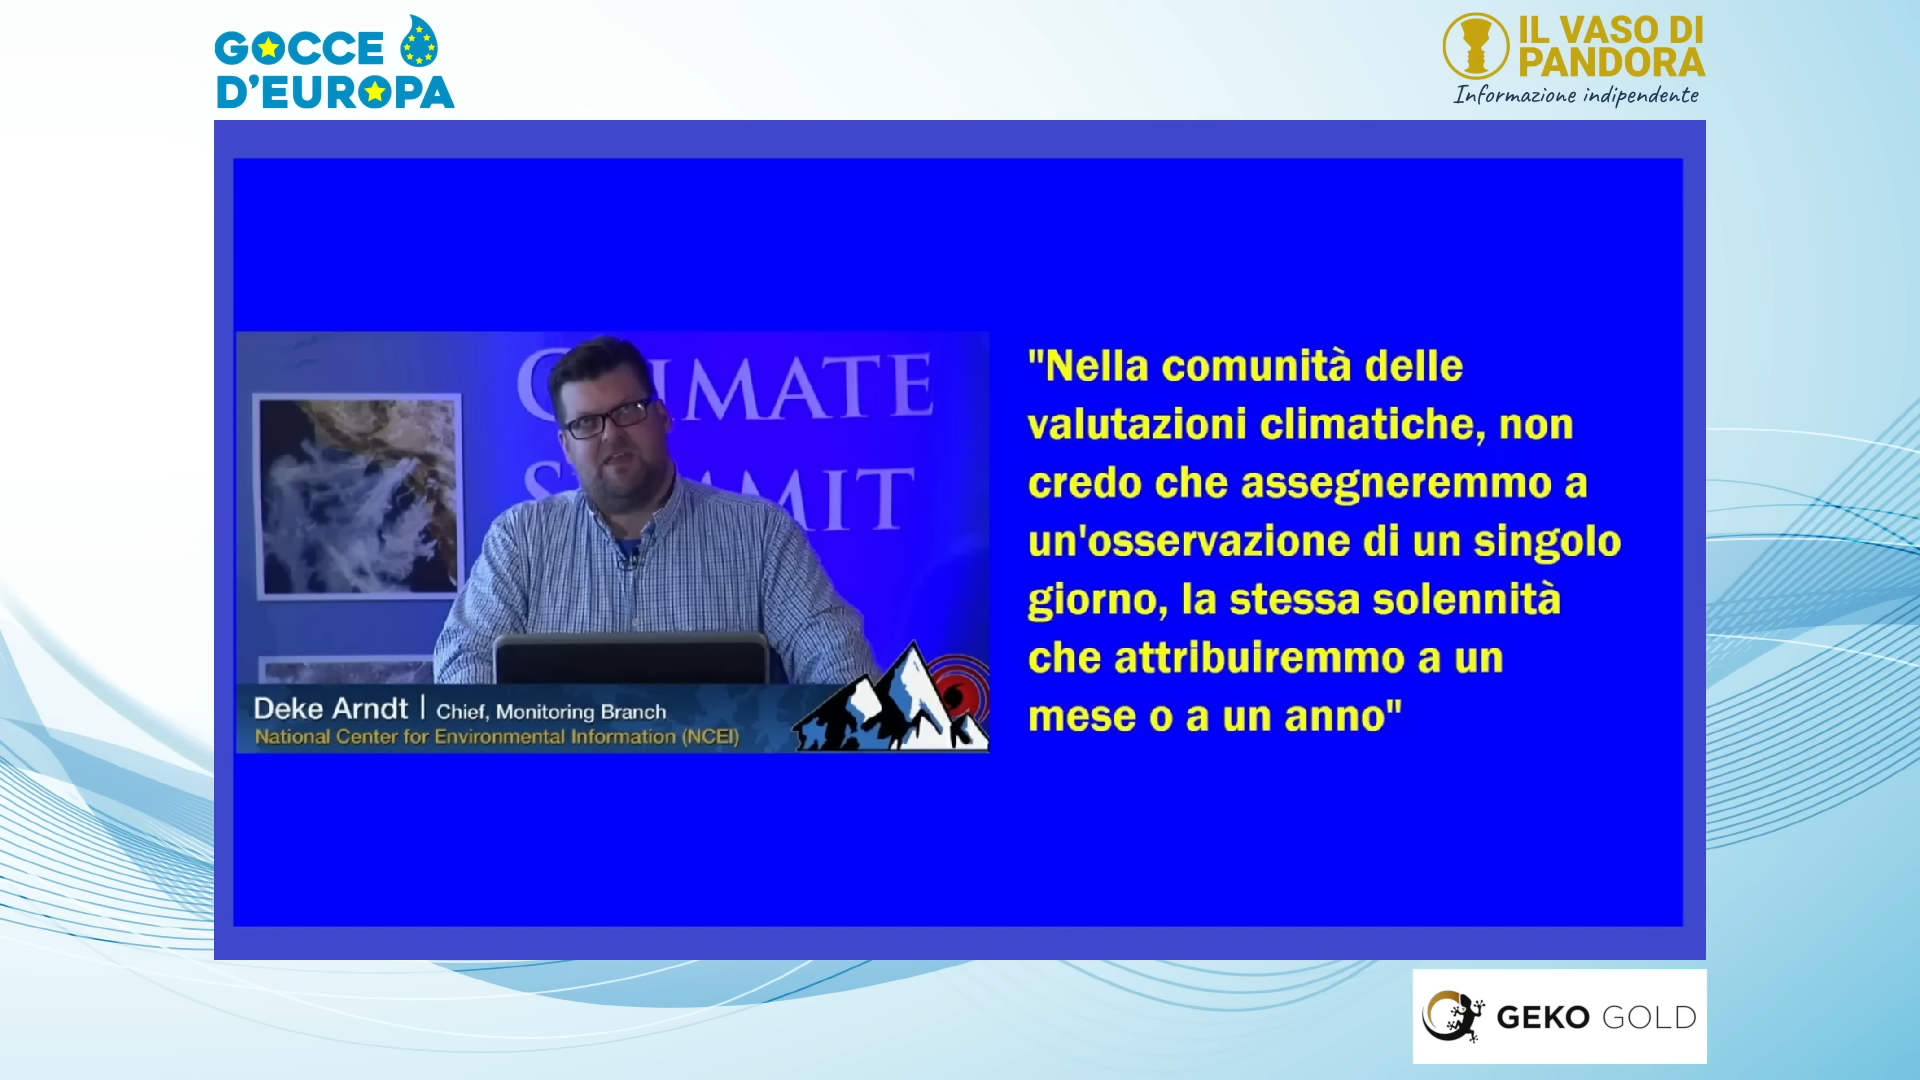 GOCCE
D'EUROPA
IL VASO DI
PANDORA
Informazione indipendente
CLIMATE
SUMMIT
Deke Arndt | Chief, Monitoring Branch
National Center for Environmental Information (NCEI)
"Nella comunità delle
valutazioni climatiche, non
credo che assegneremmo a
un'osservazione di un singolo
giorno, la stessa solennità
che attribuiremmo a un
mese o a un anno"
GEKO GOLD